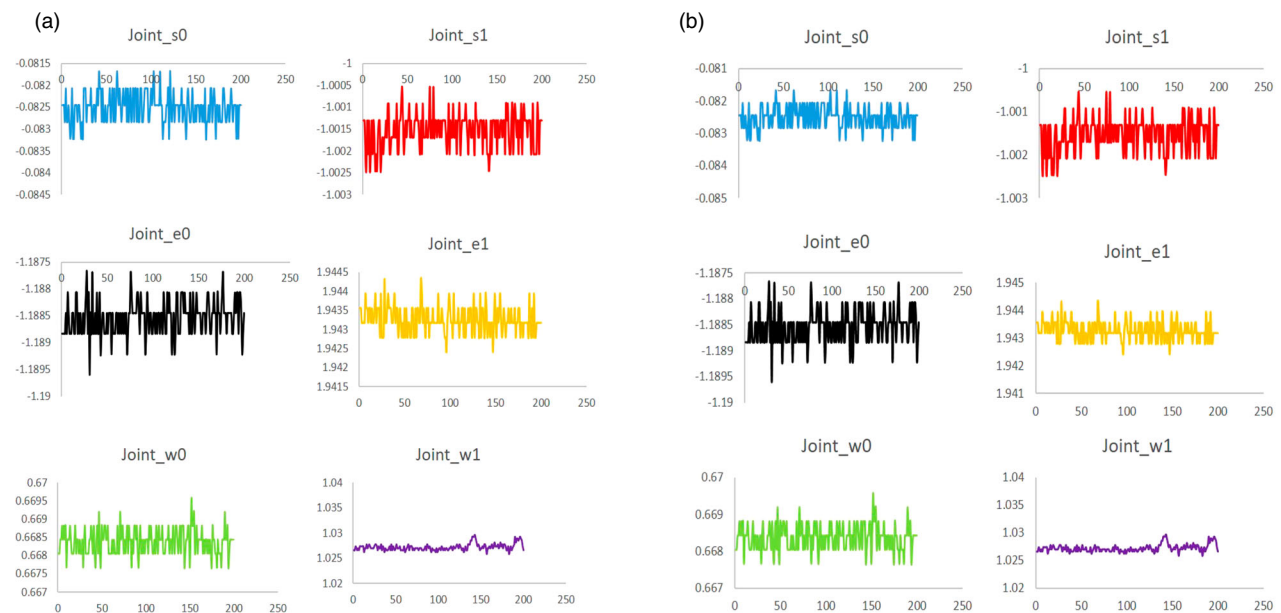 (a)
Joint_s0
-0.0815
0 50 100 150 200 250
-0.082
-0.0825
-0.083
-0.0835
-0.084
-0.0845
Joint_s1
-1
0 50 100 150 200 250
-1.0005
-1.001
-1.0015
-1.002
-1.0025
-1.003
Joint_e0
-1.1875
0 50 100 150 200 250
-1.188
-1.1885
-1.189
-1.1895
-1.19
Joint_e1
1.9445
1.944
1.9435
1.943
1.9425
1.942
1.9415
0 50 100 150 200 250
Joint_w0
0.67
0.6695
0.669
0.6685
0.668
0.6675
0.667
0 50 100 150 200 250
Joint_w1
1.04
1.035
1.03
1.025
1.02
0 50 100 150 200 250
(b)
Joint_s0
-0.081
0 50 100 150 200 250
-0.082
-0.083
-0.084
-0.085
Joint_s1
-1
0 50 100 150 200 250
-1.001
-1.002
-1.003
Joint_e0
-1.1875
0 50 100 150 200 250
-1.188
-1.1885
-1.189
-1.1895
-1.19
Joint_e1
1.945
1.944
1.943
1.942
1.941
0 50 100 150 200 250
Joint_w0
0.67
0.669
0.668
0.667
0 50 100 150 200 250
Joint_w1
1.04
1.035
1.03
1.025
1.02
0 50 100 150 200 250